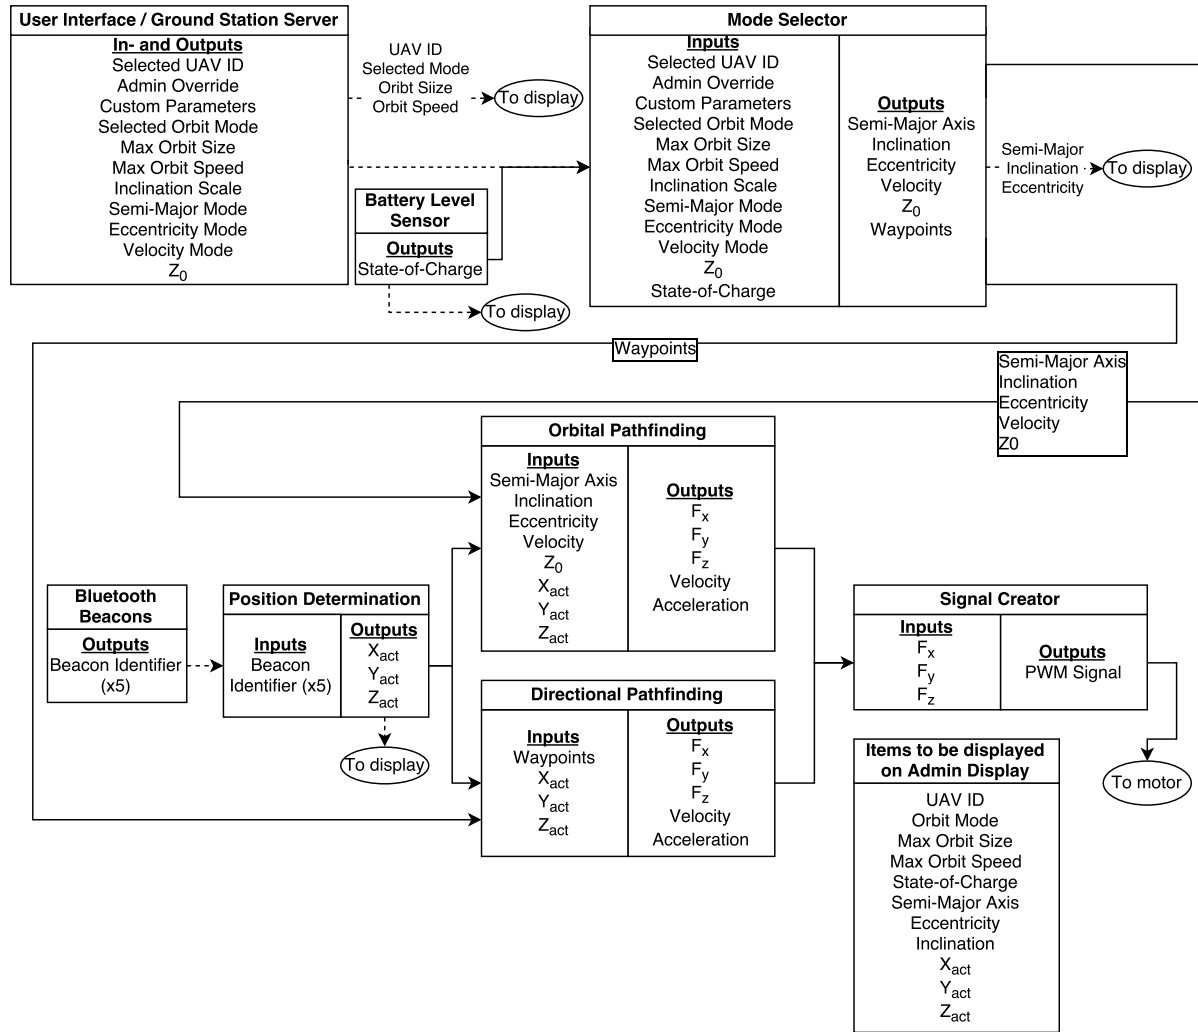 User Interface / Ground Station Server
In- and Outputs
Selected UAV ID
Admin Override
Custom Parameters
Selected Orbit Mode
Max Orbit Size
Max Orbit Speed
Inclination Scale
Semi-Major Mode
Eccentricity Mode
Velocity Mode
Z0
UAV ID
Selected Mode
Oribt Siize
Orbit Speed
To display
Battery Level
Sensor
Outputs
State-of-Charge
To display
Mode Selector
Inputs
Selected UAV ID
Admin Override
Custom Parameters
Selected Orbit Mode
Max Orbit Size
Max Orbit Speed
Inclination Scale
Semi-Major Mode
Eccentricity Mode
Velocity Mode
Z0
State-of-Charge
Outputs
Semi-Major Axis
Inclination
Eccentricity
Velocity
Z0
Waypoints
Semi-Major
Inclination
Eccentricity
To display
Waypoints
Semi-Major Axis
Inclination
Eccentricity
Velocity
Z0
Orbital Pathfinding
Inputs
Semi-Major Axis
Inclination
Eccentricity
Velocity
Z0
Xact
Yact
Zact
Outputs
Fx
Fy
Fz
Velocity
Acceleration
Bluetooth
Beacons
Outputs
Beacon Identifier
(x5)
Position Determination
Inputs
Beacon
Identifier (x5)
Outputs
Xact
Yact
Zact
To display
Directional Pathfinding
Inputs
Waypoints
Xact
Yact
Zact
Outputs
Fx
Fy
Fz
Velocity
Acceleration
Signal Creator
Inputs
Fx
Fy
Fz
Outputs
PWM Signal
To motor
Items to be displayed
on Admin Display
UAV ID
Orbit Mode
Max Orbit Size
Max Orbit Speed
State-of-Charge
Semi-Major Axis
Eccentricity
Inclination
Xact
Yact
Zact